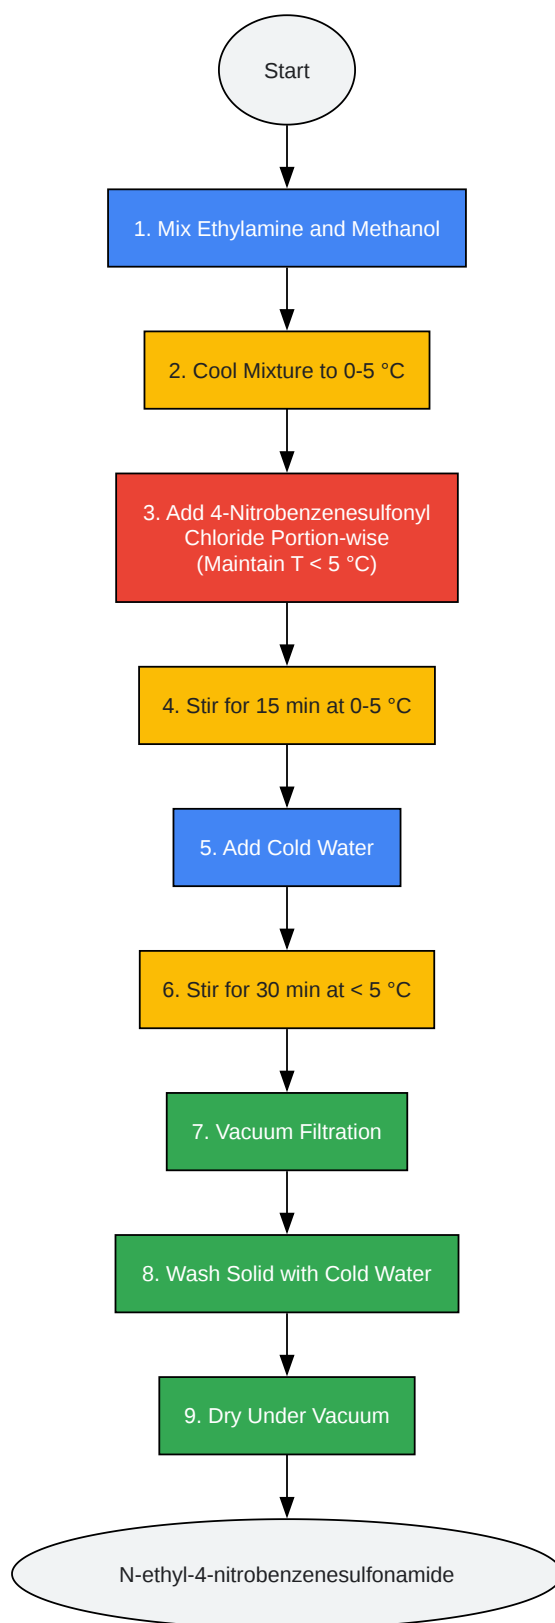 Start
1. Mix Ethylamine and Methanol
2. Cool Mixture to 0-5 °C
3. Add 4-Nitrobenzenesulfonyl
Chloride Portion-wise
(Maintain T < 5 °C)
4. Stir for 15 min at 0-5 °C
5. Add Cold Water
6. Stir for 30 min at < 5 °C
7. Vacuum Filtration
8. Wash Solid with Cold Water
9. Dry Under Vacuum
N-ethyl-4-nitrobenzenesulfonamide